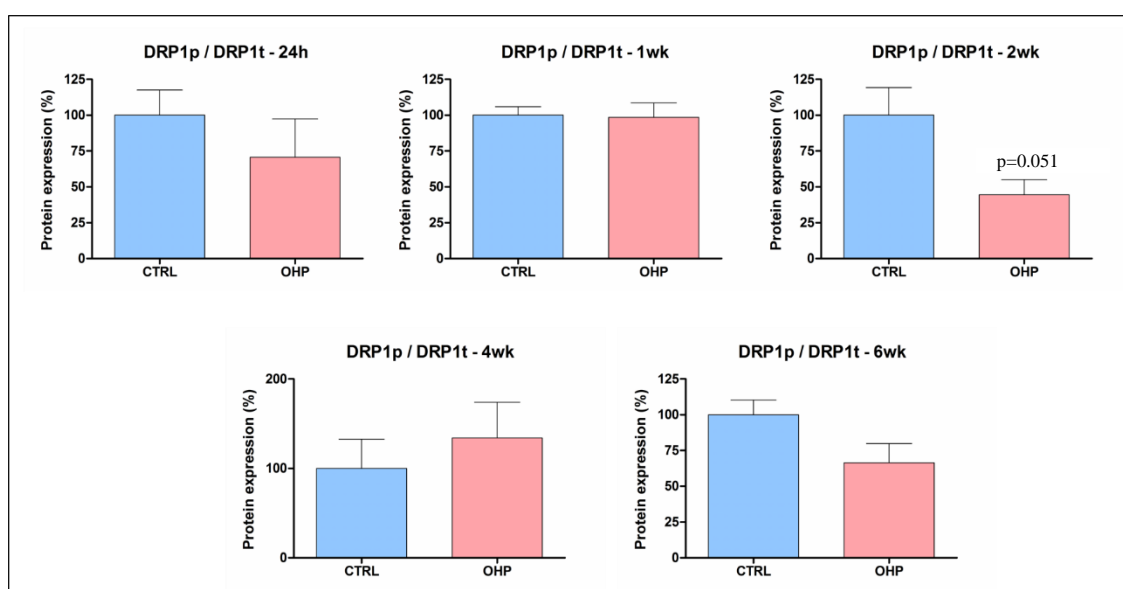 DRP1p / DRP1t - 24h
Protein expression (%)
125
100
75
50
25
0
CTRL
OHP
DRP1p / DRP1t - 1wk
Protein expression (%)
125
100
75
50
25
0
CTRL
OHP
DRP1p / DRP1t - 2wk
Protein expression (%)
125
100
75
50
25
0
p=0.051
CTRL
OHP
DRP1p / DRP1t - 4wk
Protein expression (%)
200
100
0
CTRL
OHP
DRP1p / DRP1t - 6wk
Protein expression (%)
125
100
75
50
25
0
CTRL
OHP